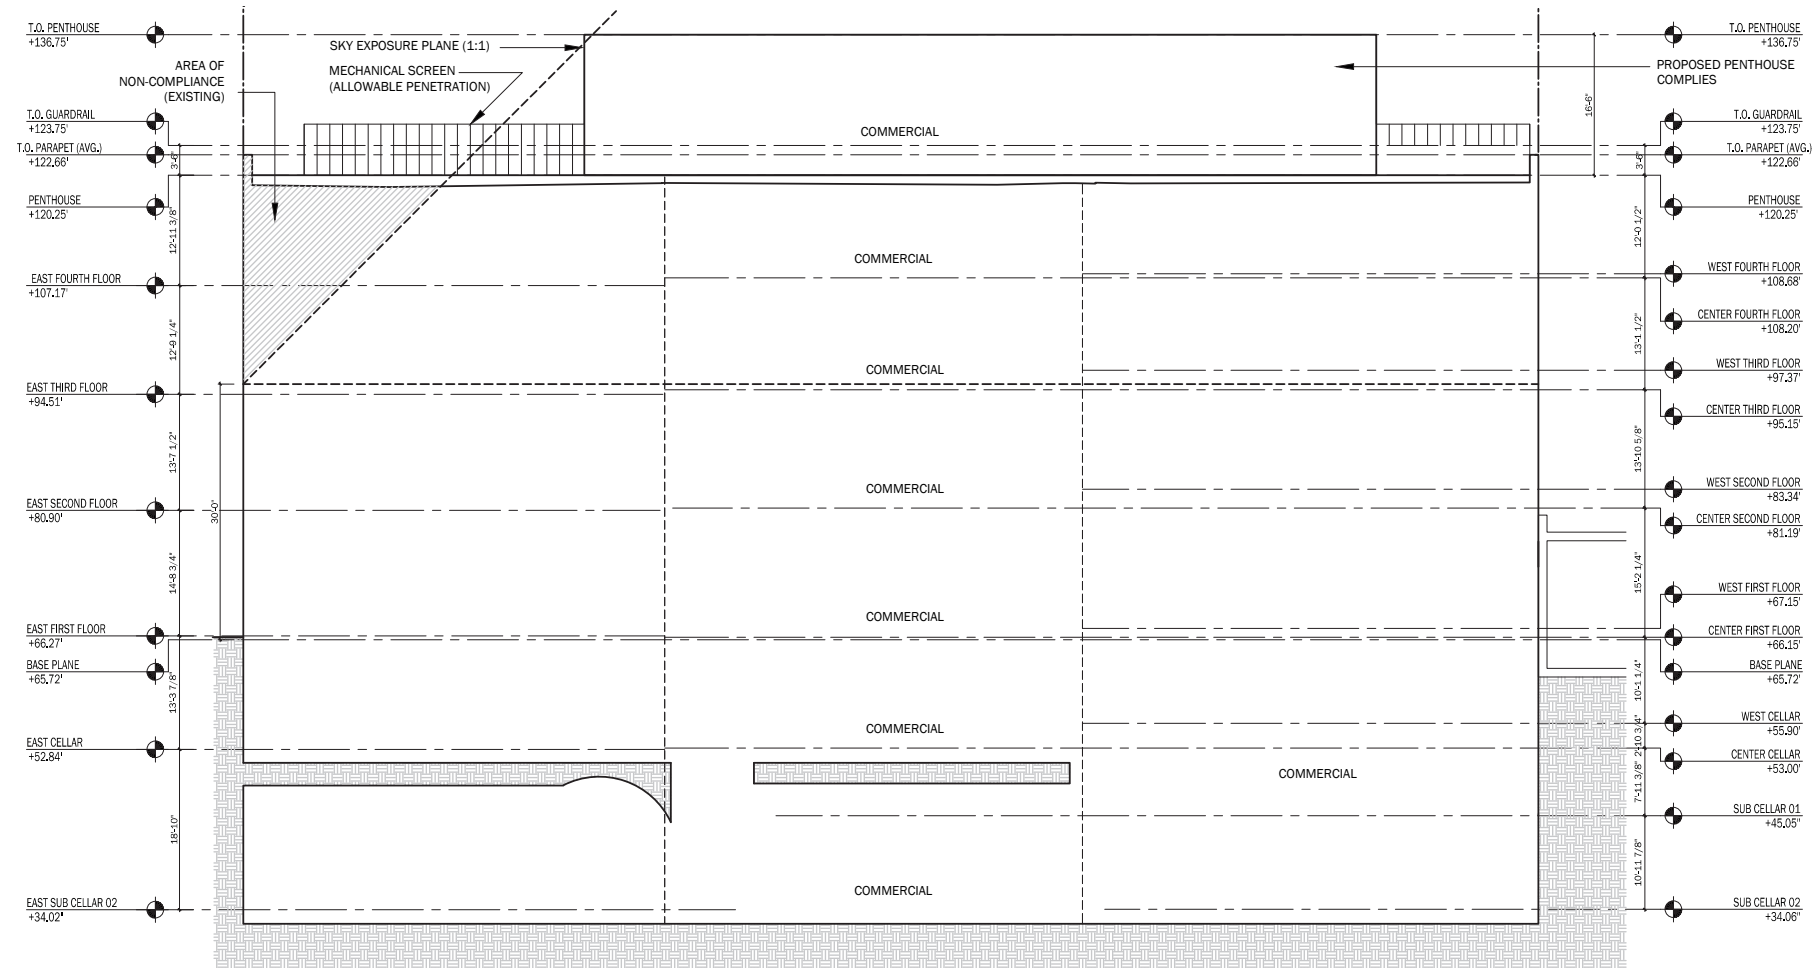 T.O. PENTHOUSE
+136.75'
AREA OF
NON-COMPLIANCE
(EXISTING)
SKY EXPOSURE PLANE (1:1)
MECHANICAL SCREEN
(ALLOWABLE PENETRATION)
T.O. GUARDRAIL
+123.75'
T.O. PARAPET (AVG.)
+122.66'
PENTHOUSE
+120.25'
EAST FOURTH FLOOR
+107.17'
EAST THIRD FLOOR
+94.51'
EAST SECOND FLOOR
+80.90'
EAST FIRST FLOOR
+66.27'
BASE PLANE
+65.72'
EAST CELLAR
+52.84'
EAST SUB CELLAR 02
+34.02'
3'-6"
12'-11 3/8"
12'-9 1/4"
13'-7 1/2"
14'-8 3/4"
13'-3 7/8"
18'-10"
30'-0"
COMMERCIAL
COMMERCIAL
COMMERCIAL
COMMERCIAL
COMMERCIAL
COMMERCIAL
COMMERCIAL
COMMERCIAL
16'-6"
3'-6"
12'-0 1/2"
13'-1 1/2"
13'-10 5/8"
15'-2 1/4"
10'-1 1/4"
2'-10 3/4"
7'-11 3/8"
10'-11 7/8"
T.O. PENTHOUSE
+136.75'
PROPOSED PENTHOUSE
COMPLIES
T.O. GUARDRAIL
+123.75'
T.O. PARAPET (AVG.)
+122.66'
PENTHOUSE
+120.25'
WEST FOURTH FLOOR
+108.68'
CENTER FOURTH FLOOR
+108.20'
WEST THIRD FLOOR
+97.37'
CENTER THIRD FLOOR
+95.15'
WEST SECOND FLOOR
+83.34'
CENTER SECOND FLOOR
+81.19'
WEST FIRST FLOOR
+67.15'
CENTER FIRST FLOOR
+66.15'
BASE PLANE
+65.72'
WEST CELLAR
+55.90'
CENTER CELLAR
+53.00'
SUB CELLAR 01
+45.05'
SUB CELLAR 02
+34.06'